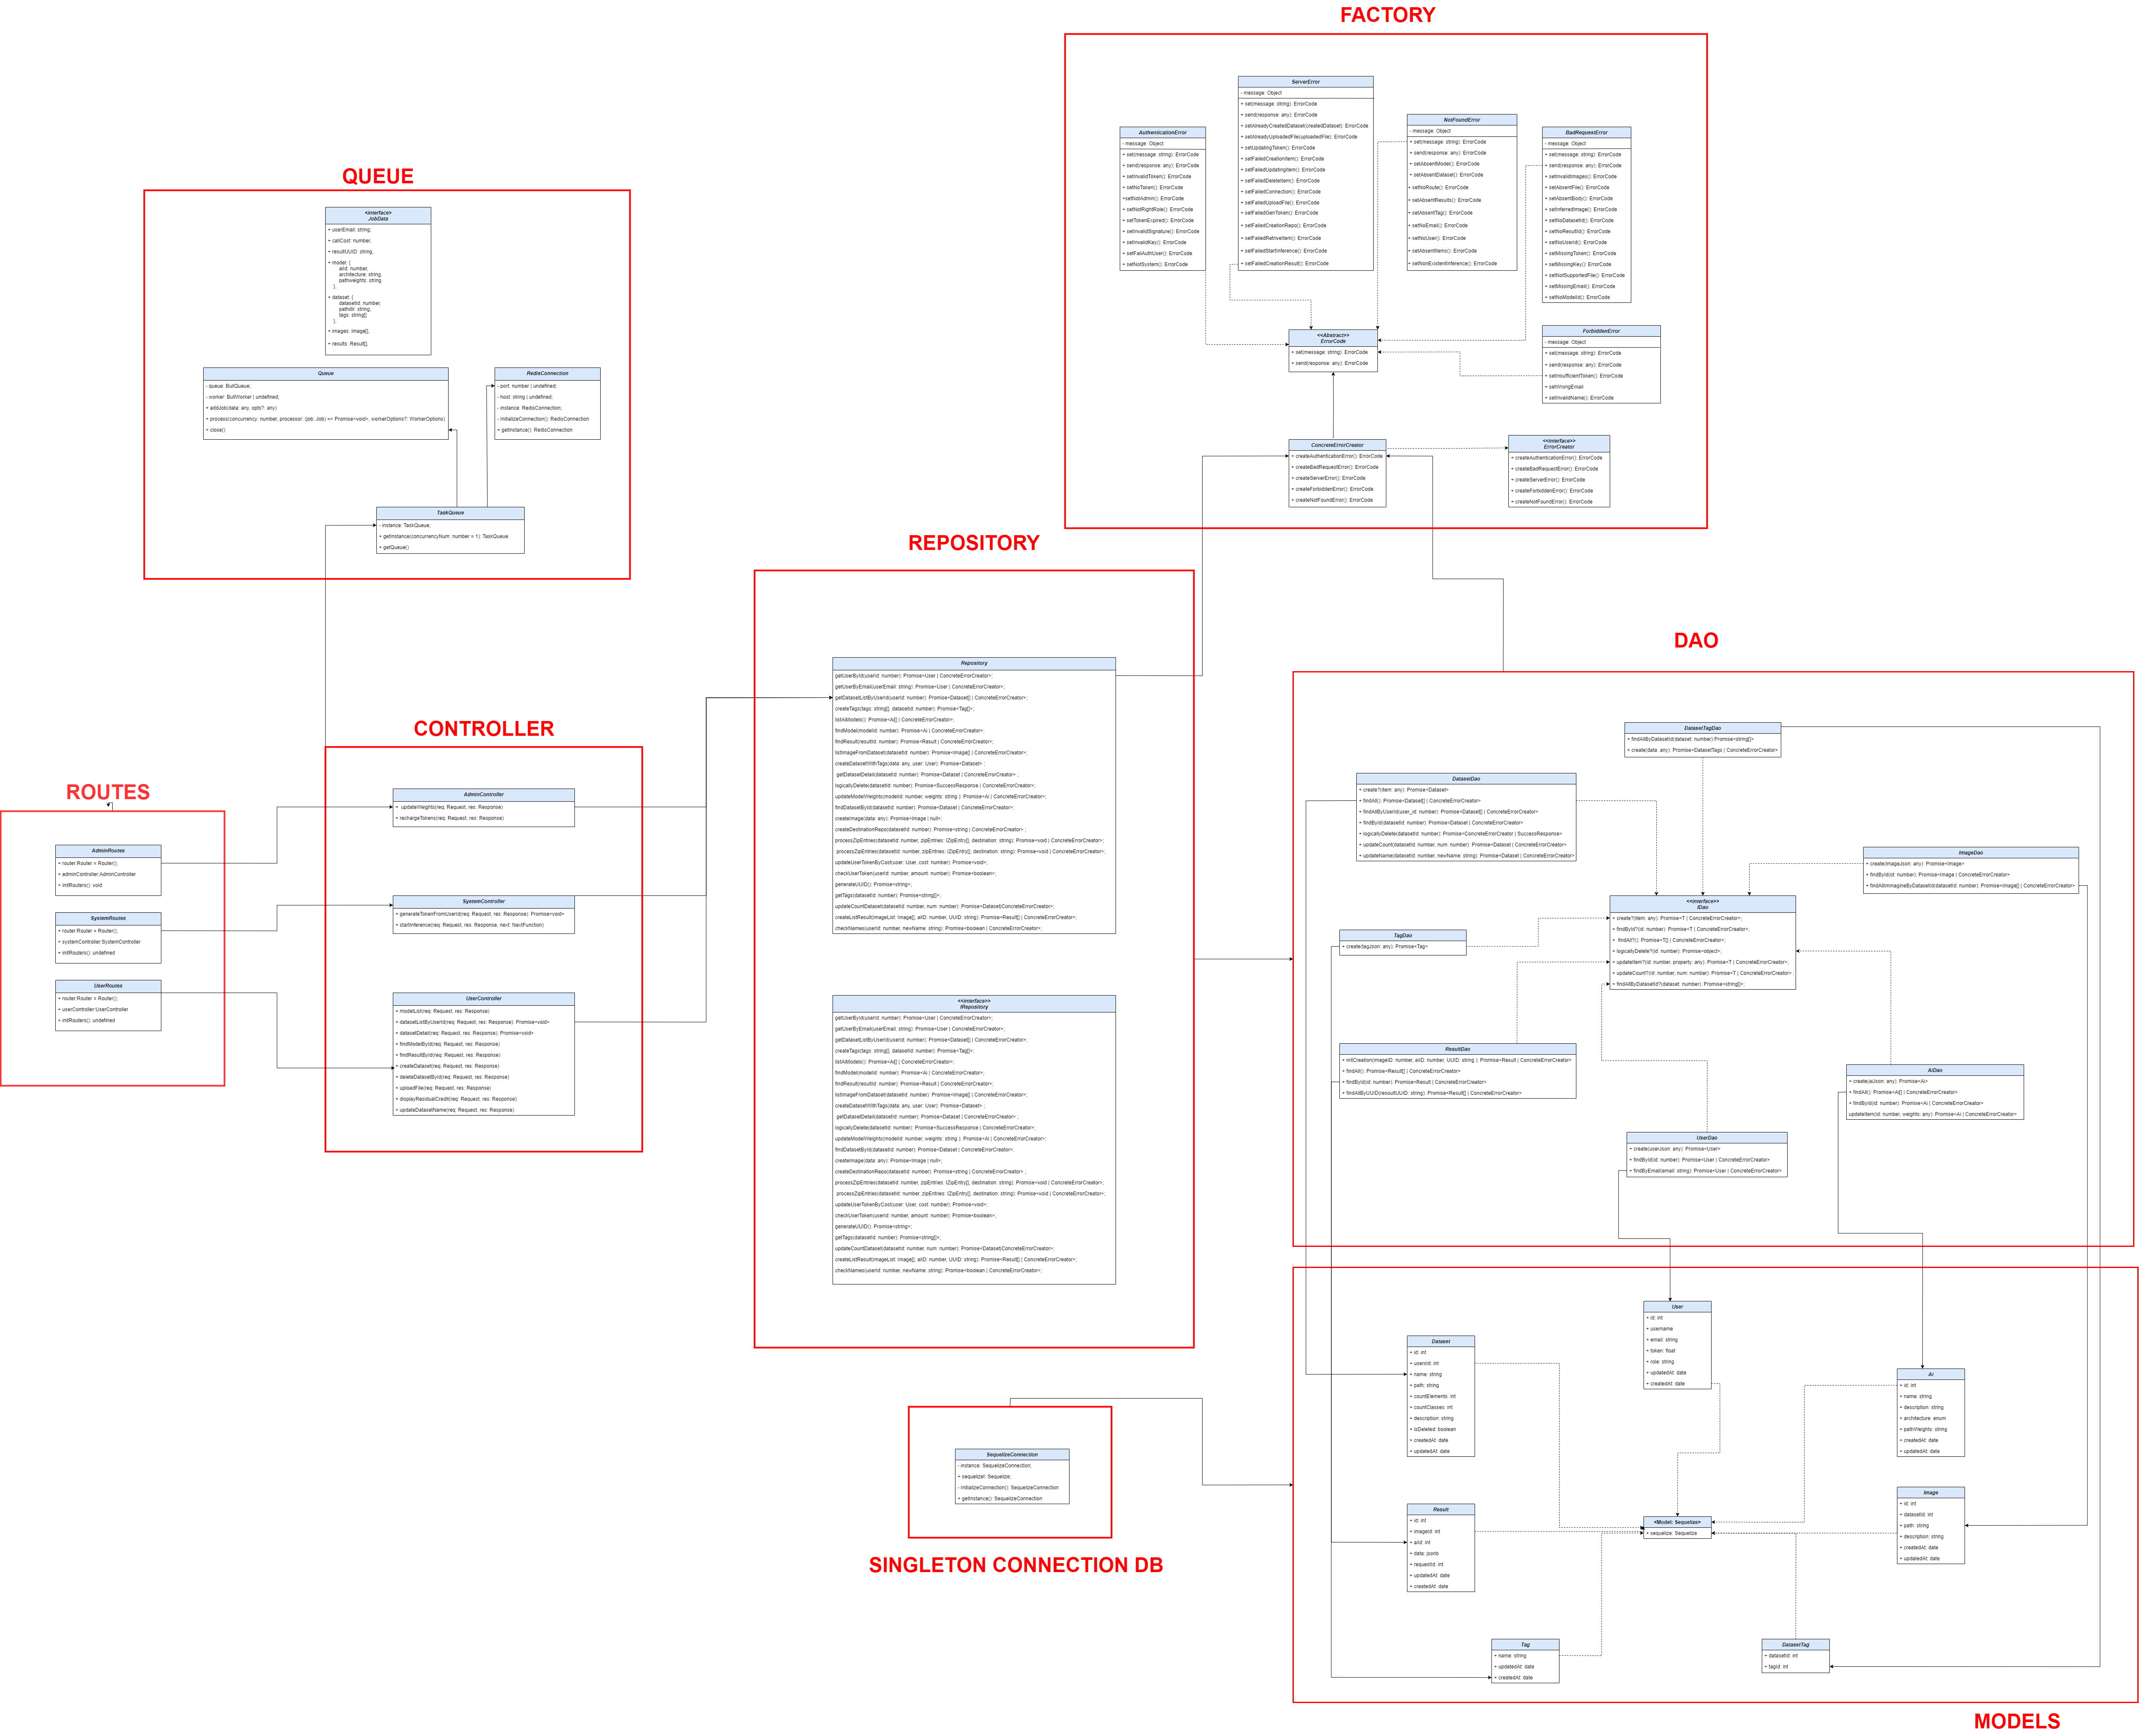 FACTORY
ServerError
- message: Object
+ set(message: string): ErrorCode
+ send(response: any): ErrorCode
+ setAlreadyCreatedDataset(createdDataset): ErrorCode
+ setAlreadyUploadedFile(uploadedFile): ErrorCode
+ setUpdatingToken(): ErrorCode
+ setFailedCreationItem(): ErrorCode
+ setFailedUpdatingItem(): ErrorCode
+ setFailedDeleteItem(): ErrorCode
+ setFailedConnection(): ErrorCode
+ setFailedUploadFile(): ErrorCode
+ setFailedGenToken(): ErrorCode
+ setFailedCreationRepo(): ErrorCode
+ setFailedRetriveItem(): ErrorCode
+ setFailedStartInference(): ErrorCode
+ setFailedCreationResult(): ErrorCode
AuthenticationError
- message: Object
+ set(message: string): ErrorCode
+ send(response: any): ErrorCode
+ setInvalidToken(): ErrorCode
+ setNoToken(): ErrorCode
+setNotAdmin(): ErrorCode
+ setNotRightRole(): ErrorCode
+ setTokenExpired(): ErrorCode
+ setInvalidSignature(): ErrorCode
+ setInvalidKey(): ErrorCode
+ setFailAuthUser(): ErrorCode
+ setNotSystem(): ErrorCode
NotFoundError
- message: Object
+ set(message: string): ErrorCode
+ send(response: any): ErrorCode
+ setAbsentModel(): ErrorCode
+ setAbsentDataset(): ErrorCode
+ setNoRoute(): ErrorCode
+ setAbsentResults(): ErrorCode
+ setAbsentTag(): ErrorCode
+ setNoEmail(): ErrorCode
+ setNoUser(): ErrorCode
+ setAbsentItems(): ErrorCode
+ setNonExistentInference(): ErrorCode
BadRequestError
- message: Object
+ set(message: string): ErrorCode
+ send(response: any): ErrorCode
+ setInvalidImages(): ErrorCode
+ setAbsentFile(): ErrorCode
+ setAbsentBody(): ErrorCode
+ setInferredImage(): ErrorCode
+ setNoDatasetId(): ErrorCode
+ setNoResultId(): ErrorCode
+ setNoUserId(): ErrorCode
+ setMissingToken(): ErrorCode
+ setMissingKey(): ErrorCode
+ setNotSupportedFile(): ErrorCode
+ setMissingEmail(): ErrorCode
+ setNoModelId(): ErrorCode
<<Abstract>>
ErrorCode
+ set(message: string): ErrorCode
+ send(response: any): ErrorCode
ForbiddenError
- message: Object
+ set(message: string): ErrorCode
+ send(response: any): ErrorCode
+ setInsufficientToken(): ErrorCode
+ setWrongEmail
+ setInvalidName(): ErrorCode
ConcreteErrorCreator
+ createAuthenticationError(): ErrorCode
+ createBadRequestError(): ErrorCode
+ createServerError(): ErrorCode
+ createForbiddenError():ErrorCode
+ createNotFoundError(): ErrorCode
<<interface>>
ErrorCreator
+ createAuthenticationError(): ErrorCode
+ createBadRequestError(): ErrorCode
+ createServerError(): ErrorCode
+ createForbiddenError(): ErrorCode
+ createNotFoundError(): ErrorCode
QUEUE
<interface>
JobData
+ userEmail: string;
+ callCost: number,
+ resultUUID: string,
+ model: {
aiId: number,
architecture: string,
pathweights: string
},
+ dataset: {
datasetId: number,
pathdir: string,
tags: string[]
},
+ images: Image[],
+ results: Result[],
Queue
- queue: BullQueue;
- worker: BullWorker | undefined;
+ addJob(data: any, opts?: any)
+ process(concurrency: number, processor: (job: Job) => Promise<void>, workerOptions?: WorkerOptions)
+ close()
RedisConnection
- port: number | undefined;
- host: string | undefined;
- instance: RedisConnection;
- initializeConnection(): RedisConnection
+ getInstance(): RedisConnection
TaskQueue
- instance: TaskQueue;
+ getInstance(concurrencyNum: number = 1): TaskQueue
+ getQueue()
REPOSITORY
Repository
getUserById(userId: number): Promise<User | ConcreteErrorCreator>;
getUserByEmail(userEmail: string): Promise<User | ConcreteErrorCreator>;
getDatasetListByUserId(userId: number): Promise<Dataset[] | ConcreteErrorCreator>;
createTags(tags: string[], datasetId: number): Promise<Tag[]>;
listAiModels(): Promise<Ai[] | ConcreteErrorCreator>;
findModel(modelId: number): Promise<Ai | ConcreteErrorCreator>;
findResult(resultId: number): Promise<Result | ConcreteErrorCreator>;
listImageFromDataset(datasetId: number): Promise<Image[] | ConcreteErrorCreator>;
createDatasetWithTags(data: any, user: User): Promise<Dataset> ;
getDatasetDetail(datasetId: number): Promise<Dataset | ConcreteErrorCreator> ;
logicallyDelete(datasetId: number): Promise<SuccessResponse | ConcreteErrorCreator>;
updateModelWeights(modelId: number, weights: string ): Promise<Ai | ConcreteErrorCreator>;
findDatasetById(datasetId: number): Promise<Dataset | ConcreteErrorCreator>;
createImage(data: any): Promise<Image | null>;
createDestinationRepo(datasetId: number): Promise<string | ConcreteErrorCreator> ;
processZipEntries(datasetId: number, zipEntries: IZipEntry[], destination: string): Promise<void | ConcreteErrorCreator>;
processZipEntries(datasetId: number, zipEntries: IZipEntry[], destination: string): Promise<void | ConcreteErrorCreator>;
updateUserTokenByCost(user: User, cost: number): Promise<void>;
checkUserToken(userId: number, amount: number): Promise<boolean>;
generateUUID(): Promise<string>;
getTags(datasetId: number): Promise<string[]>;
updateCountDataset(datasetId: number, num: number): Promise<Dataset|ConcreteErrorCreator>;
createListResult(imageList: Image[], aiID: number, UUID: string): Promise<Result[] | ConcreteErrorCreator>;
checkNames(userId: number, newName: string): Promise<boolean | ConcreteErrorCreator>;
<<interface>>
IRepository
getUserById(userId: number): Promise<User | ConcreteErrorCreator>;
getUserByEmail(userEmail: string): Promise<User | ConcreteErrorCreator>;
getDatasetListByUserId(userId: number): Promise<Dataset[] | ConcreteErrorCreator>;
createTags(tags: string[], datasetId: number): Promise<Tag[]>;
listAiModels(): Promise<Ai[] | ConcreteErrorCreator>;
findModel(modelId: number): Promise<Ai | ConcreteErrorCreator>;
findResult(resultId: number): Promise<Result | ConcreteErrorCreator>;
listImageFromDataset(datasetId: number): Promise<Image[] | ConcreteErrorCreator>;
createDatasetWithTags(data: any, user: User): Promise<Dataset> ;
getDatasetDetail(datasetId: number): Promise<Dataset | ConcreteErrorCreator> ;
logicallyDelete(datasetId: number): Promise<SuccessResponse | ConcreteErrorCreator>;
updateModelWeights(modelId: number, weights: string ): Promise<Ai | ConcreteErrorCreator>;
findDatasetById(datasetId: number): Promise<Dataset | ConcreteErrorCreator>;
createImage(data: any): Promise<Image | null>;
createDestinationRepo(datasetId: number): Promise<string | ConcreteErrorCreator> ;
processZipEntries(datasetId: number, zipEntries: IZipEntry[], destination: string): Promise<void | ConcreteErrorCreator>;
processZipEntries(datasetId: number, zipEntries: IZipEntry[], destination: string): Promise<void | ConcreteErrorCreator>;
updateUserTokenByCost(user: User, cost: number): Promise<void>;
checkUserToken(userId: number, amount: number): Promise<boolean>;
generateUUID(): Promise<string>;
getTags(datasetId: number): Promise<string[]>;
updateCountDataset(datasetId: number, num: number): Promise<Dataset|ConcreteErrorCreator>;
createListResult(imageList: Image[], aiID: number, UUID: string): Promise<Result[] | ConcreteErrorCreator>;
checkNames(userId: number, newName: string): Promise<boolean | ConcreteErrorCreator>;
CONTROLLER
AdminController
+ updateWeights(req: Request, res: Response)
+ rechargeTokens(req: Request, res: Response)
SystemController
+ generateTokenFromUserId(req: Request, res: Response): Promise<void>
+ startInference(req: Request, res: Response, next: NextFunction)
UserController
+ modelList(req: Request, res: Response)
+ datasetListByUserId(req: Request, res: Response): Promise<void>
+ datasetDetail(req: Request, res: Response): Promise<void>
+ findModelById(req: Request, res: Response)
+ findResultById(req: Request, res: Response)
+ createDataset(req: Request, res: Response)
+ deleteDatasetById(req: Request, res: Response)
+ uploadFile(req: Request, res: Response)
+ displayResidualCredit(req: Request, res: Response)
+ updateDatasetName(req: Request, res: Response)
ROUTES
AdminRoutes
+ router:Router = Router();
+ adminController:AdminController
+ initRouters(): void
SystemRoutes
+ router:Router = Router();
+ systemController:SystemController
+ initRouters(): undefined
UserRoutes
+ router:Router = Router();
+ userController:UserController
+ initRouters(): undefined
DAO
DatasetTagDao
+ findAllByDatasetId(dataset: number):Promise<string[]>
+ create(data: any): Promise<DatasetTags | ConcreteErrorCreator>
DatasetDao
+ create?(item: any): Promise<Dataset>
+ findAll(): Promise<Dataset[] | ConcreteErrorCreator>
+ findAllByUserId(user_id: number): Promise<Dataset[] | ConcreteErrorCreator>
+ findById(datasetId: number): Promise<Dataset | ConcreteErrorCreator>
+ logicallyDelete(datasetId: number): Promise<ConcreteErrorCreator | SuccessResponse>
+ updateCount(datasetId: number, num: number): Promise<Dataset | ConcreteErrorCreator>
+ updateName(datasetId: number, newName: string): Promise<Dataset | ConcreteErrorCreator>
ImageDao
+ create(imageJson: any): Promise<Image>
+ findById(id: number): Promise<Image | ConcreteErrorCreator>
+ findAllImmagineByDatasetId(datasetId: number): Promise<Image[] | ConcreteErrorCreator>
<<interface>>
IDao
+ create?(item: any): Promise<T | ConcreteErrorCreator>;
+ findById?(id: number): Promise<T | ConcreteErrorCreator>;
+ findAll?(): Promise<T[] | ConcreteErrorCreator>;
+ logicallyDelete?(id: number): Promise<object>;
+ updateItem?(id: number, property: any): Promise<T | ConcreteErrorCreator>;
+ updateCount?(id: number, num: number): Promise<T | ConcreteErrorCreator> ;
+ findAllByDatasetId?(dataset: number): Promise<string[]>;
TagDao
+ create(tagJson: any): Promise<Tag>
ResultDao
+ initCreation(imageID: number, aiID: number, UUID: string ): Promise<Result | ConcreteErrorCreator>
+ findAll(): Promise<Result[] | ConcreteErrorCreator>
+ findById(id: number): Promise<Result | ConcreteErrorCreator>
+ findAllByUUID(resoultUUID: string): Promise<Result[] | ConcreteErrorCreator>
AiDao
+ create(aiJson: any): Promise<Ai>
+ findAll(): Promise<Ai[] | ConcreteErrorCreator>
+ findById(id: number): Promise<Ai | ConcreteErrorCreator>
updateItem(id: number, weights: any): Promise<Ai | ConcreteErrorCreator>
UserDao
+ create(userJson: any): Promise<User>
+ findById(id: number): Promise<User | ConcreteErrorCreator>
+ findByEmail(email: string): Promise<User | ConcreteErrorCreator>
SequelizeConnection
- instance: SequelizeConnection;
+ sequelize!: Sequelize;
- initializeConnection(): SequelizeConnection
+ getInstance(): SequelizeConnection
SINGLETON CONNECTION DB
User
+ id: int
+ username
+ email: string
+ token: float
+ role: string
+ updatedAt: date
+ createdAt: date
Dataset
+ id: int
+ usersId: int
+ name: string
+ path: string
+ countElements: int
+ countClasses: int
+ description: string
+ isDeleted: boolean
+ createdAt: date
+ updatedAt: date
Ai
+ id: int
+ name: string
+ description: string
+ architecture: enum
+ pathWeights: string
+ createdAt: date
+ updatedAt: date
Result
+ id: int
+ imageId: int
+ aiId: int
+ data: jsonb
+ requestId: int
+ updatedAt: date
+ createdAt: date
<Model: Sequelize>
+ sequelize: Sequelize
Image
+ id: int
+ datasetId: int
+ path: string
+ description: string
+ createdAt: date
+ updatedAt: date
Tag
+ name: string
+ updatedAt: date
+ createdAt: date
DatasetTag
+ datasetId: int
+ tagId: int
MODELS